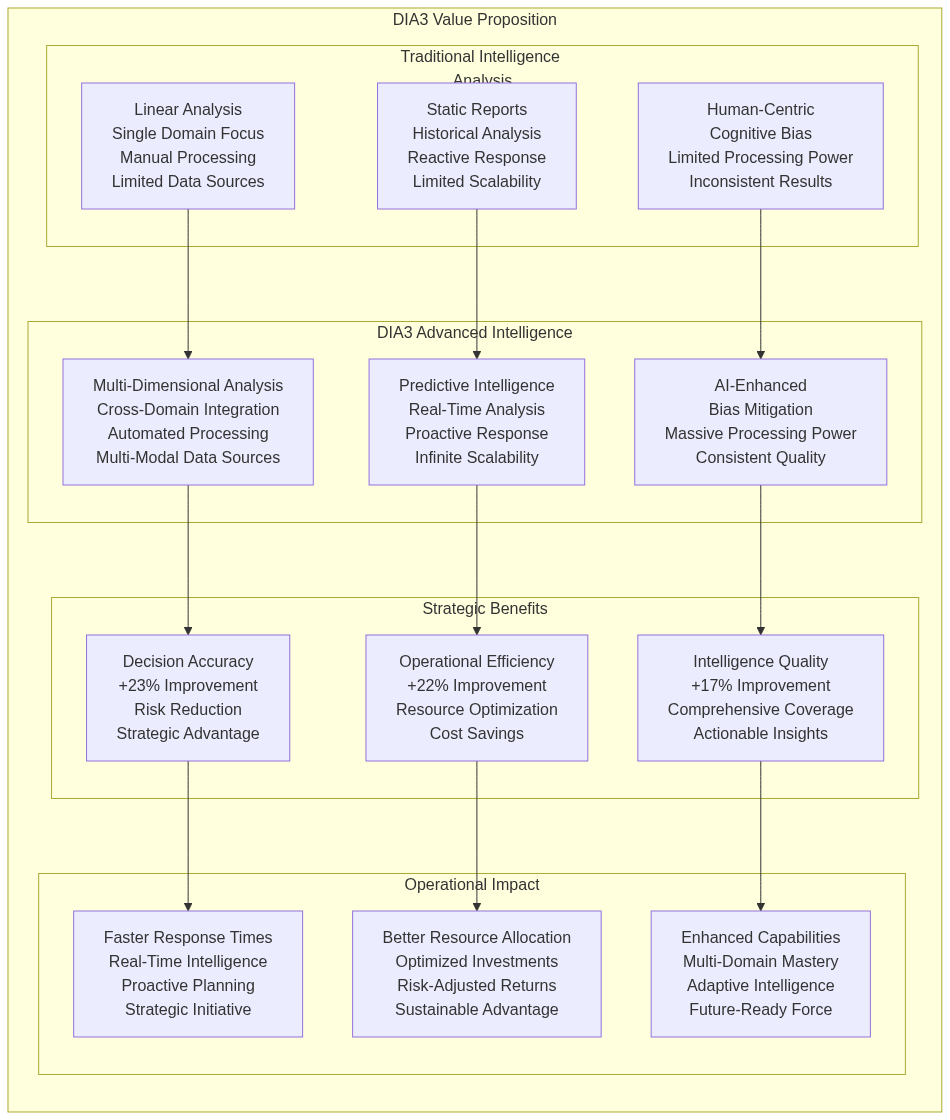 DIA3 Value Proposition
Traditional Intelligence
Analysis
Linear Analysis
Single Domain Focus
Manual Processing
Limited Data Sources
Static Reports
Historical Analysis
Reactive Response
Limited Scalability
Human-Centric
Cognitive Bias
Limited Processing Power
Inconsistent Results
DIA3 Advanced Intelligence
Multi-Dimensional Analysis
Cross-Domain Integration
Automated Processing
Multi-Modal Data Sources
Predictive Intelligence
Real-Time Analysis
Proactive Response
Infinite Scalability
AI-Enhanced
Bias Mitigation
Massive Processing Power
Consistent Quality
Strategic Benefits
Decision Accuracy
+23% Improvement
Risk Reduction
Strategic Advantage
Operational Efficiency
+22% Improvement
Resource Optimization
Cost Savings
Intelligence Quality
+17% Improvement
Comprehensive Coverage
Actionable Insights
Operational Impact
Faster Response Times
Real-Time Intelligence
Proactive Planning
Strategic Initiative
Better Resource Allocation
Optimized Investments
Risk-Adjusted Returns
Sustainable Advantage
Enhanced Capabilities
Multi-Domain Mastery
Adaptive Intelligence
Future-Ready Force